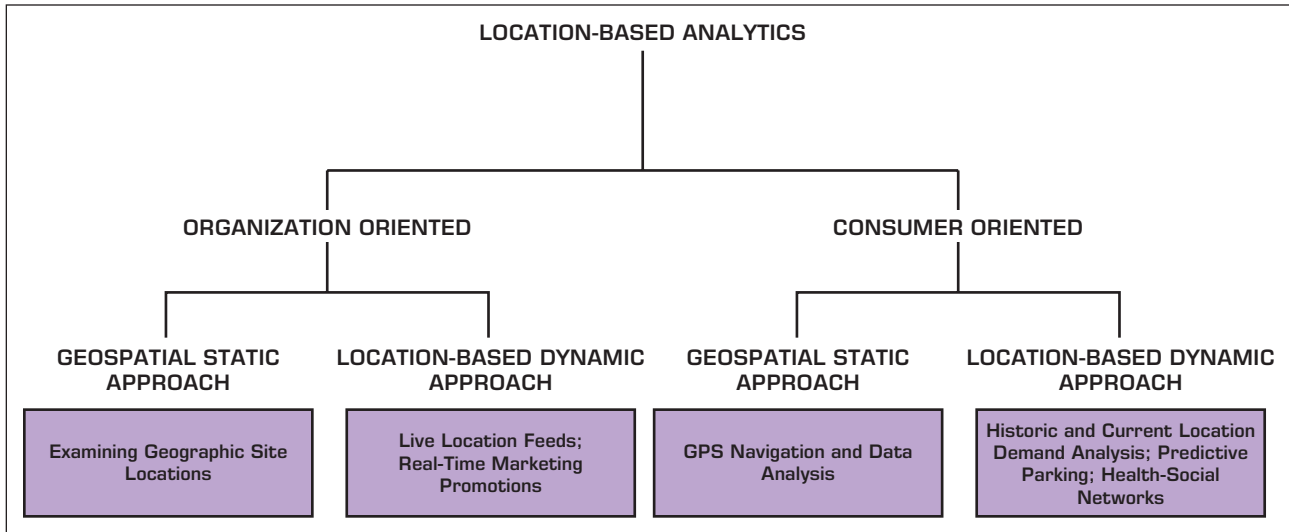 LOCATION-BASED ANALYTICS
ORGANIZATION ORIENTED
CONSUMER ORIENTED
GEOSPATIAL STATIC
APPROACH
LOCATION-BASED DYNAMIC
APPROACH
GEOSPATIAL STATIC
APPROACH
LOCATION-BASED DYNAMIC
APPROACH
Examining Geographic Site
Locations
Live Location Feeds;
Real-Time Marketing
Promotions
GPS Navigation and Data
Analysis
Historic and Current Location
Demand Analysis; Predictive
Parking; Health-Social
Networks